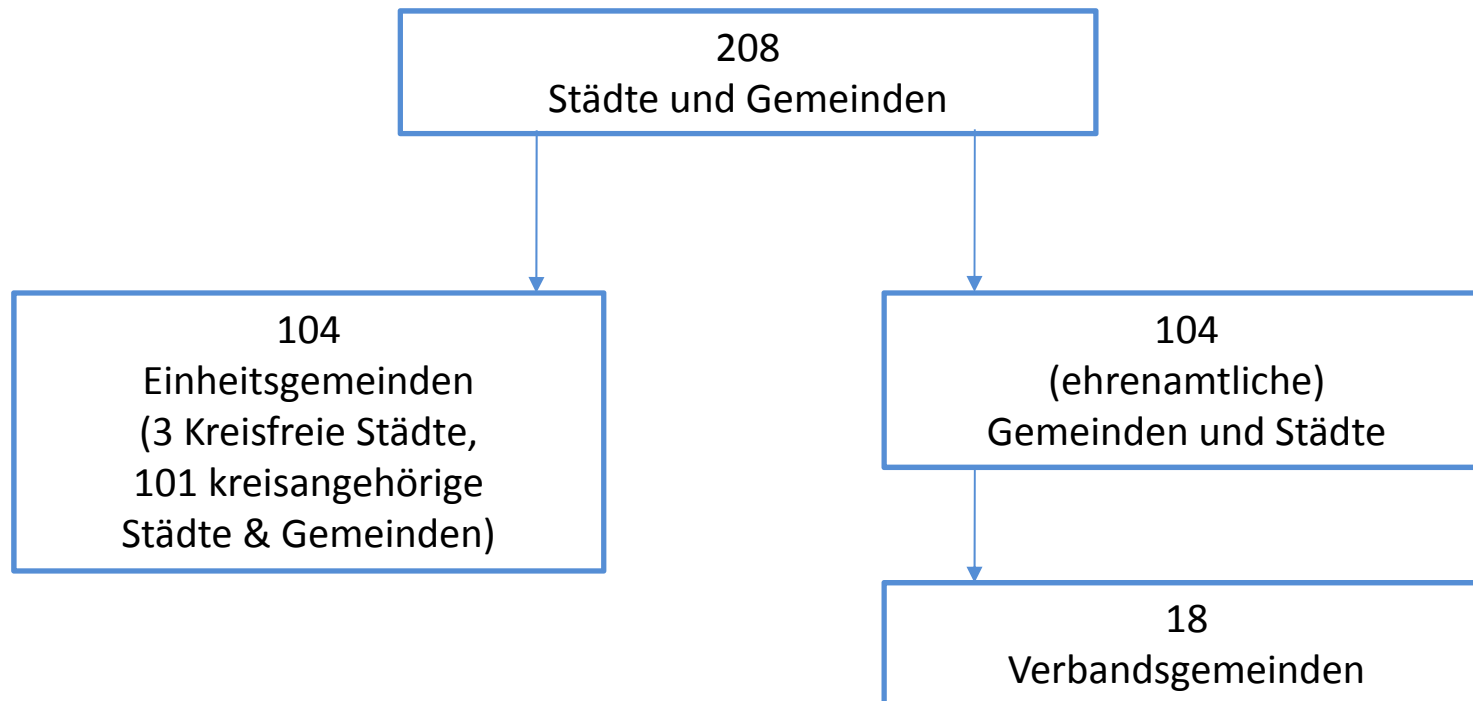 208
Städte und Gemeinden
104
Einheitsgemeinden
(3 Kreisfreie Städte,
101 kreisangehörige
Städte & Gemeinden)
104
(ehrenamtliche)
Gemeinden und Städte
18
Verbandsgemeinden